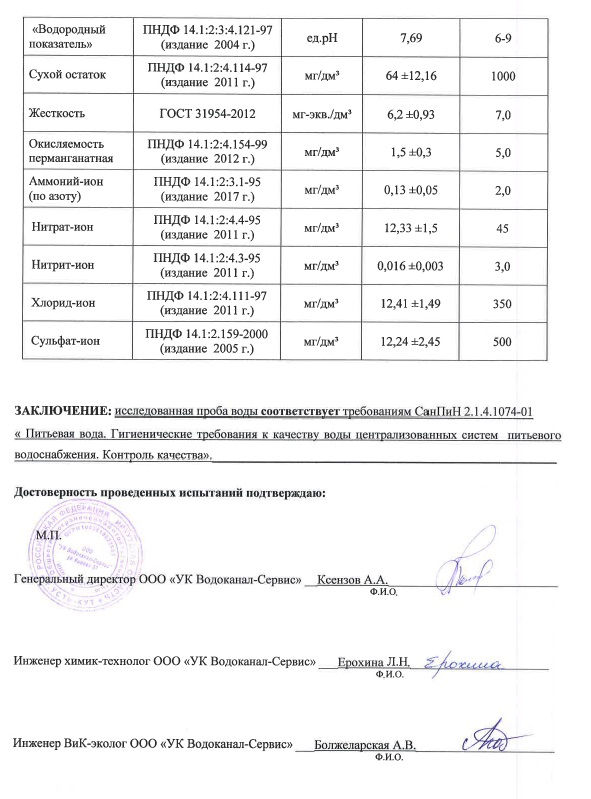 «Водородный показатель» ПНДФ 14.1:2:3:4.121-97 (издание 2004 г.) ед.pH 7,69 6-9
Сухой остаток ПНДФ 14.1:2:4.114-97 (издание 2011 г.) мг/дм³ 64 ±12,16 1000
Жесткость ГОСТ 31954-2012 мг-экв./дм³ 6,2 ±0,93 7,0
Окисляемость перманганатная ПНДФ 14.1:2:4.154-99 (издание 2012 г.) мг/дм³ 1,5 ±0,3 5,0
Аммоний-ион (по азоту) ПНДФ 14.1:2:3.1-95 (издание 2017 г.) мг/дм³ 0,13 ±0,05 2,0
Нитрат-ион ПНДФ 14.1:2:4.4-95 (издание 2011 г.) мг/дм³ 12,33 ±1,5 45
Нитрит-ион ПНДФ 14.1:2:4.3-95 (издание 2011 г.) мг/дм³ 0,016 ±0,003 3,0
Хлорид-ион ПНДФ 14.1:2:4.111-97 (издание 2011 г.) мг/дм³ 12,41 ±1,49 350
Сульфат-ион ПНДФ 14.1:2.159-2000 (издание 2005 г.) мг/дм³ 12,24 ±2,45 500
ЗАКЛЮЧЕНИЕ: исследованная проба воды соответствует требованиям СанПиН 2.1.4.1074-01
« Питьевая вода. Гигиенические требования к качеству воды централизованных систем питьевого
водоснабжения. Контроль качества».
Достоверность проведенных испытаний подтверждаю:
М.П.
РОССИЙСКАЯ ФЕДЕРАЦИЯ
Генеральный директор ООО «УК Водоканал-Сервис» Ксензов А.А.
Ф.И.О.
Инженер химик-технолог ООО «УК Водоканал-Сервис» Ерохина Л.Н. Ерохина
Ф.И.О.
Инженер ВиК-эколог ООО «УК Водоканал-Сервис» Болжеларская А.В.
Ф.И.О.